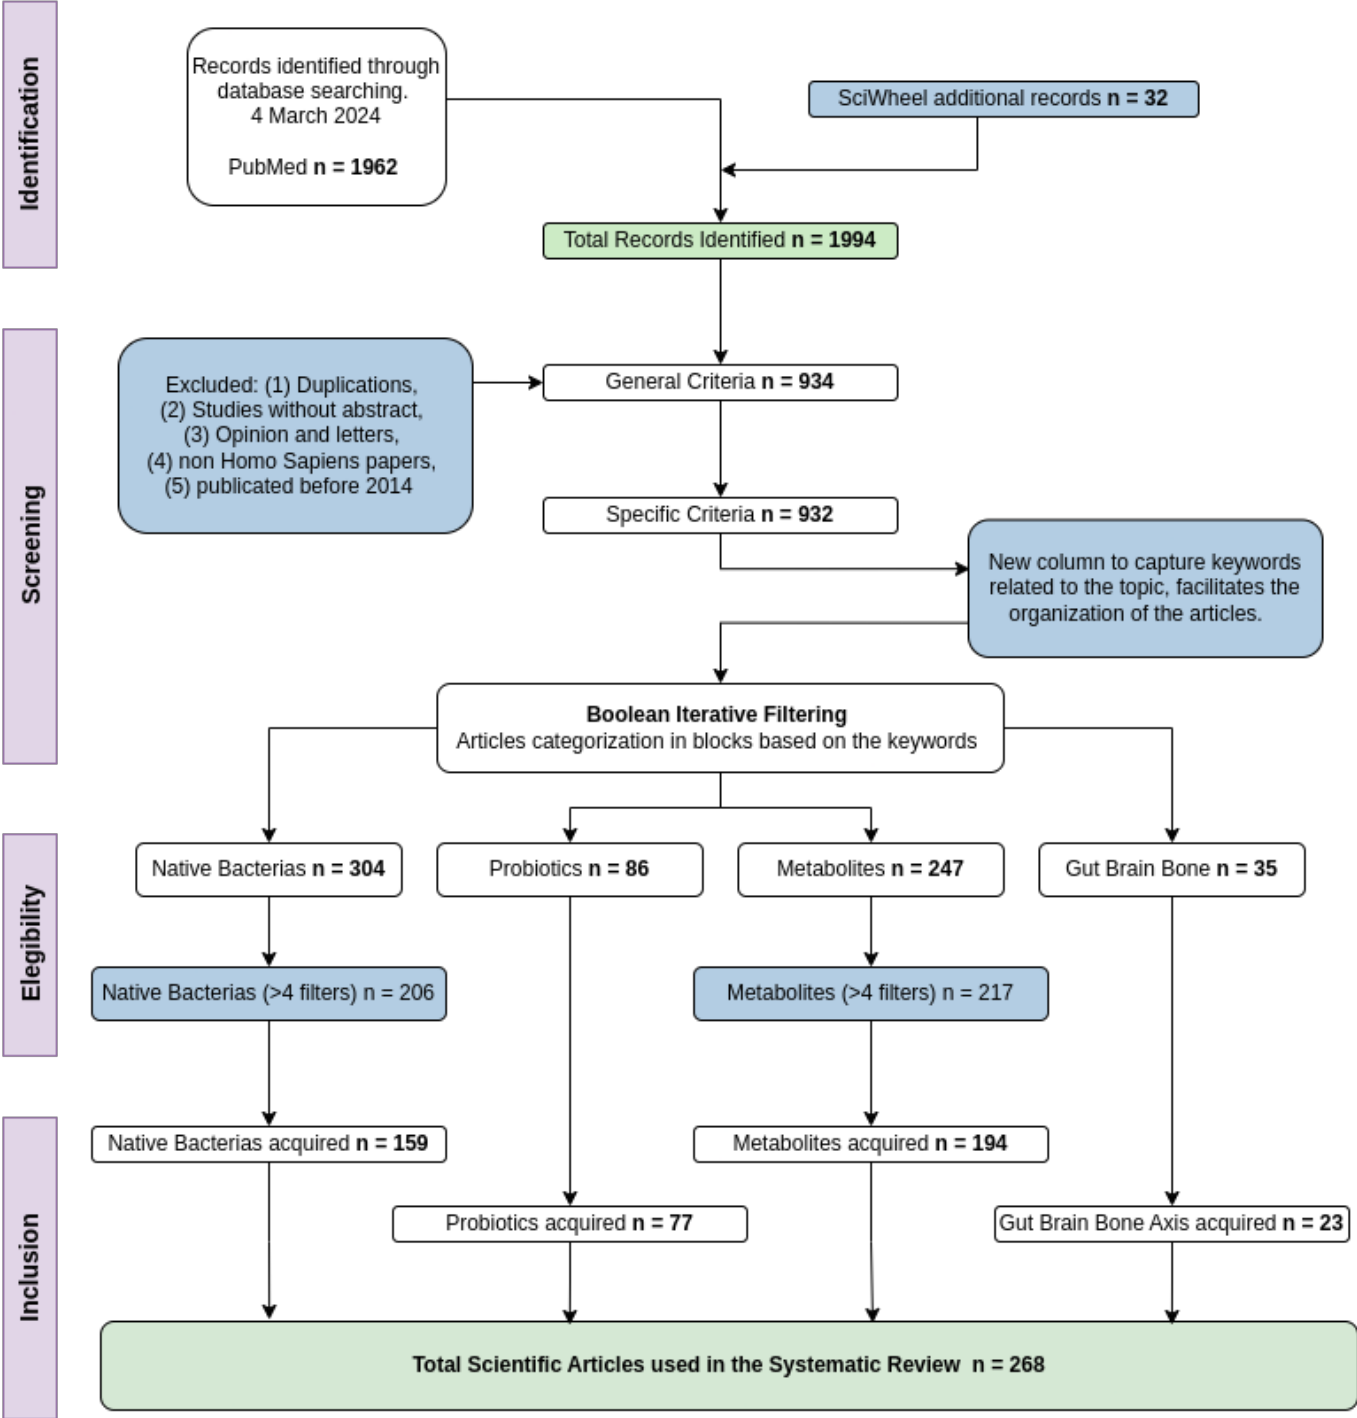 Identification
Records identified through
database searching.
4 March 2024
PubMed n = 1962
SciWheel additional records n = 32
Total Records Identified n = 1994
Screening
Excluded: (1) Duplications,
(2) Studies without abstract,
(3) Opinion and letters,
(4) non Homo Sapiens papers,
(5) publicated before 2014
General Criteria n = 934
Specific Criteria n = 932
New column to capture keywords
related to the topic, facilitates the
organization of the articles.
Boolean Iterative Filtering
Articles categorization in blocks based on the keywords
Elegibility
Native Bacterias n = 304
Probiotics n = 86
Metabolites n = 247
Gut Brain Bone n = 35
Native Bacterias (>4 filters) n = 206
Metabolites (>4 filters) n = 217
Inclusion
Native Bacterias acquired n = 159
Metabolites acquired n = 194
Probiotics acquired n = 77
Gut Brain Bone Axis acquired n = 23
Total Scientific Articles used in the Systematic Review n = 268